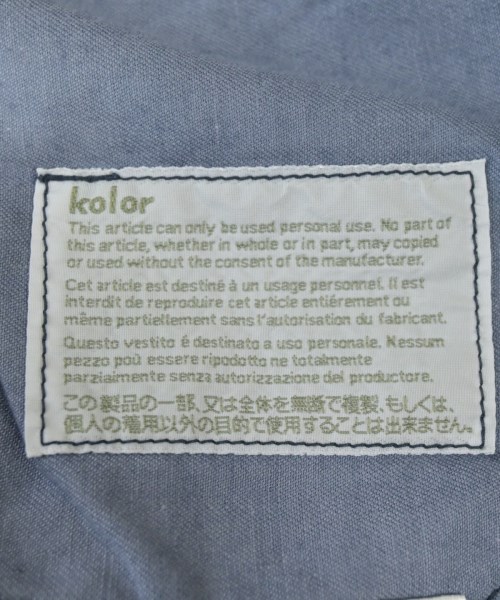 kolor
This article can only be used personal use. No part of
this article, whether in whole or in part, may copied
or used without the consent of the manufacturer.
Cet article est destiné à un usage personnel. Il est
interdit de reproduire cet article entiérement ou
même partiellement sans l'autorisation du fabricant.
Questo vestito é destinato a uso personale. Nessum
pezzo poù essere ripodotto ne totalmente
parzialmente senza autorizzazione del productore.
この製品の一部、又は全体を無断で複製、もしくは、
個人の着用以外の目的で使用することは出来ません。